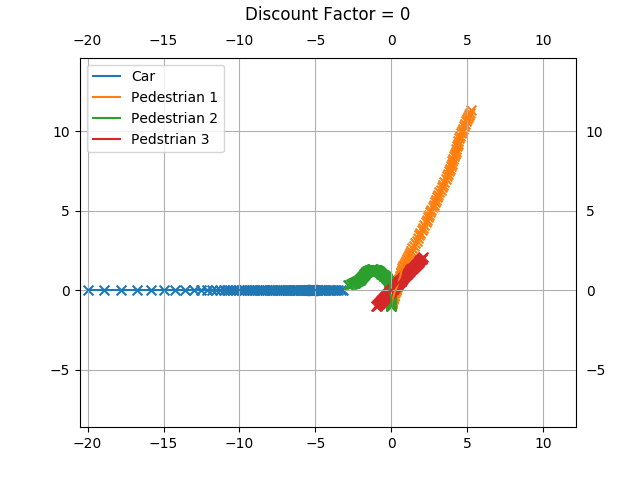 Discount Factor = 0
−20 −15 −10 −5 0 5 10
Car
Pedestrian 1
Pedestrian 2
Pedstrian 3
10 10
5 5
0 0
−5 −5
−20 −15 −10 −5 0 5 10